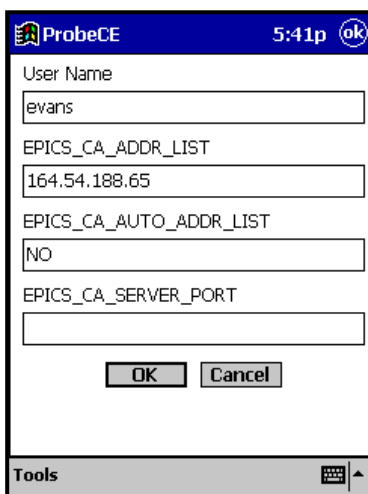 ProbeCE 5:41p ok
User Name
evans
EPICS_CA_ADDR_LIST
164.54.188.65
EPICS_CA_AUTO_ADDR_LIST
NO
EPICS_CA_SERVER_PORT
OK Cancel
Tools